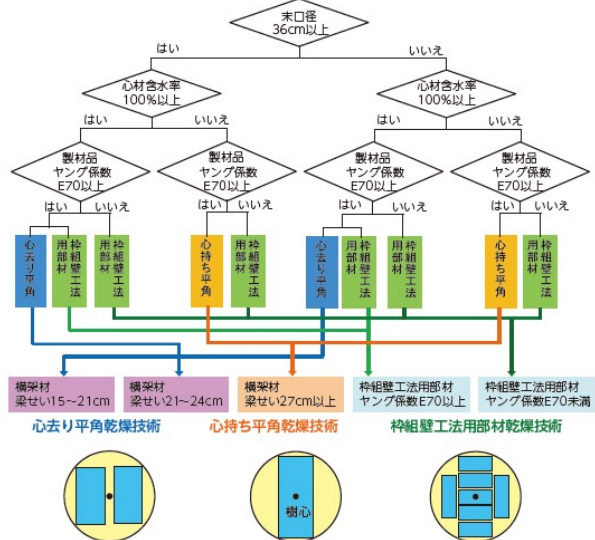 末口径
36cm以上
はい
いいえ
心材含水率
100%以上
心材含水率
100%以上
はい
いいえ
はい
いいえ
製材品
ヤング係数
E70以上
製材品
ヤング係数
E70以上
製材品
ヤング係数
E70以上
製材品
ヤング係数
E70以上
はい
いいえ
はい
いいえ
はい
いいえ
はい
いいえ
心去り平角
枠組壁工法
用部材
枠組壁工法
用部材
心持ち平角
枠組壁工法
用部材
心去り平角
枠組壁工法
用部材
枠組壁工法
用部材
心持ち平角
枠組壁工法
用部材
横架材
梁せい15～21cm
横架材
梁せい21～24cm
横架材
梁せい27cm以上
枠組壁工法用部材
ヤング係数E70以上
枠組壁工法用部材
ヤング係数E70未満
心去り平角乾燥技術
心持ち平角乾燥技術
枠組壁工法用部材乾燥技術
樹心